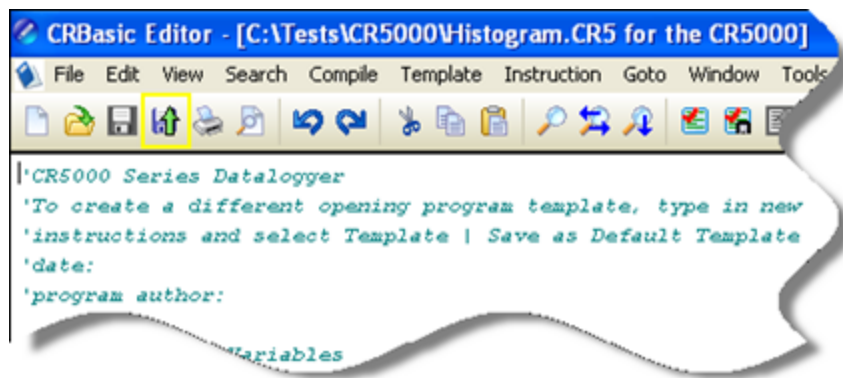 CRBasic Editor - [C:\Tests\CR5000\Histogram.CR5 for the CR5000]
File Edit View Search Compile Template Instruction Goto Window Tools
'CR5000 Series Datalogger
'To create a different opening program template, type in new
'instructions and select Template | Save as Default Template
'date:
'program author:
Variables